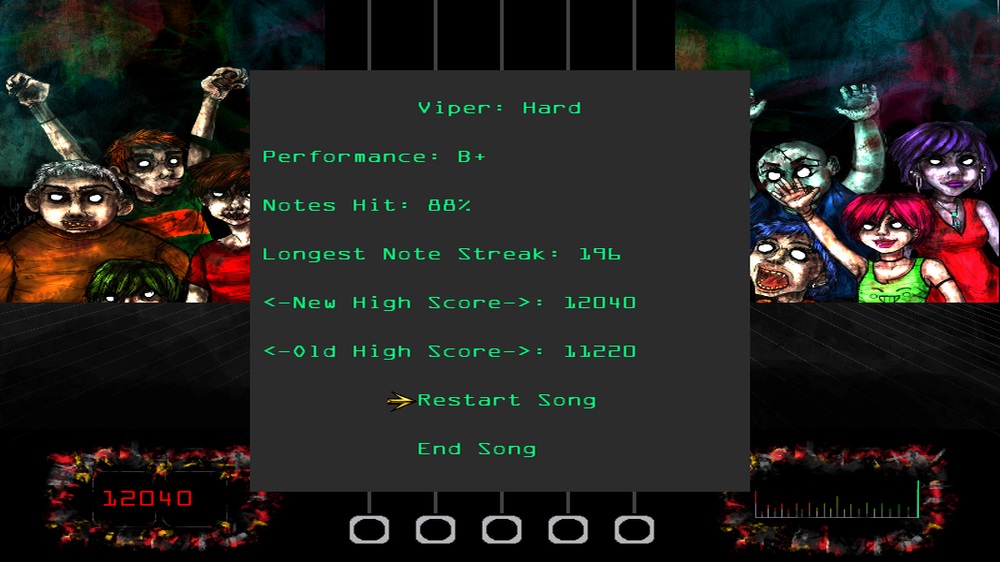 Viper: Hard
Performance: B+
Notes Hit: 88%
Longest Note Streak: 196
<-New High Score->: 12040
<-Old High Score->: 11220
Restart Song
End Song
12040